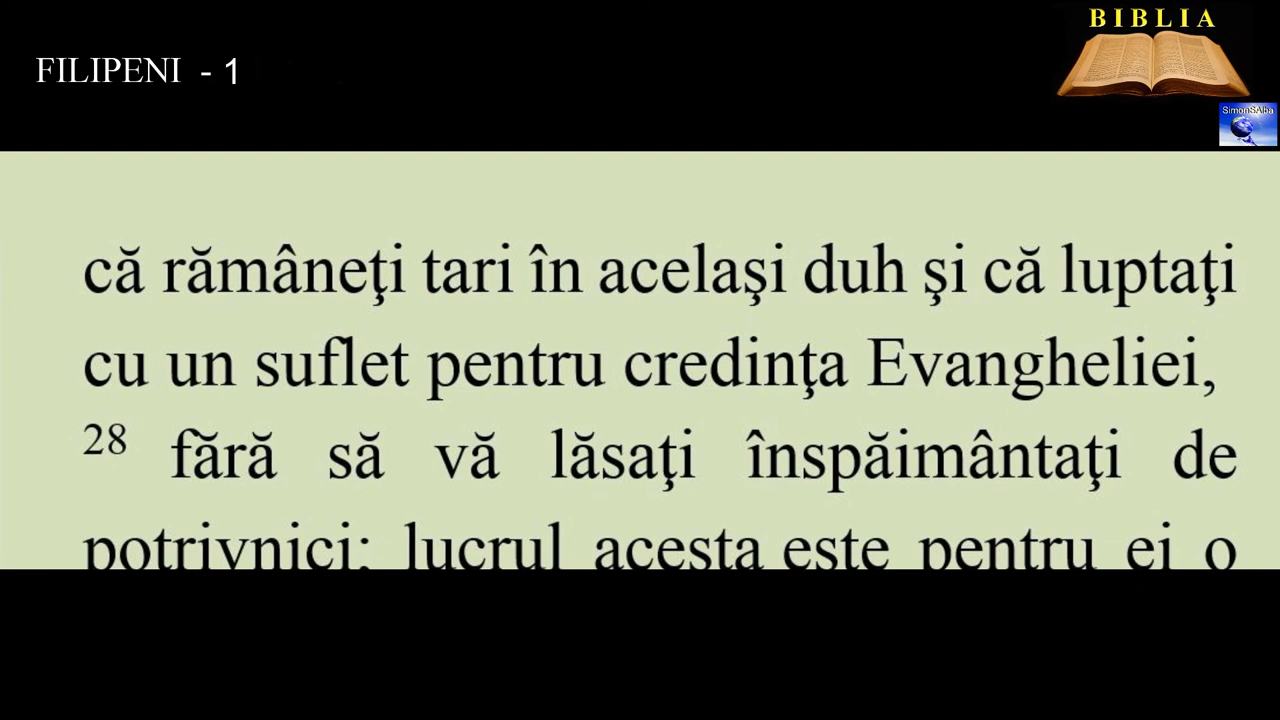 BIBLIA
FILIPENI - 1
SimonSAlba
că rămâneţi tari în acelaşi duh şi că luptaţi
cu un suflet pentru credinţa Evangheliei,
28 fără să vă lăsaţi înspăimântaţi de
potrivnici; lucrul acesta este pentru ei o